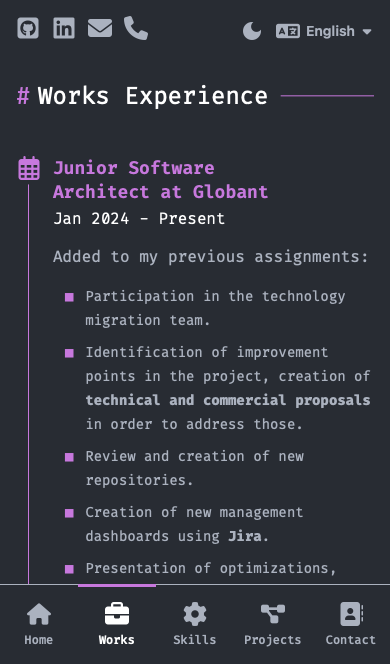 English
# Works Experience
Junior Software
Architect at Globant
Jan 2024 - Present
Added to my previous assignments:
Participation in the technology
migration team.
Identification of improvement
points in the project, creation of
technical and commercial proposals
in order to address those.
Review and creation of new
repositories.
Creation of new management
dashboards using Jira.
Presentation of optimizations,
Home
Works
Skills
Projects
Contact